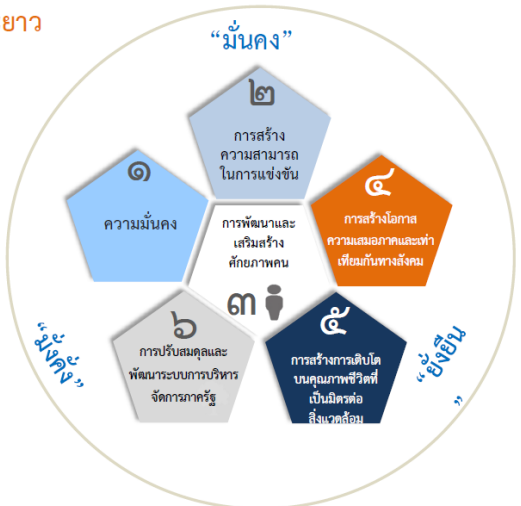 ยาว
“มั่นคง”
๒
การสร้าง
ความสามารถ
ในการแข่งขัน
๑
ความมั่นคง
๔
การสร้างโอกาส
ความเสมอภาคและเท่า
เทียมกันทางสังคม
การพัฒนาและ
เสริมสร้าง
ศักยภาพคน
๓
๖
การปรับสมดุลและ
พัฒนาระบบการบริหาร
จัดการภาครัฐ
๕
การสร้างการเติบโต
บนคุณภาพชีวิตที่
เป็นมิตรต่อ
สิ่งแวดล้อม
“มั่งคั่ง”
“ยั่งยืน
”